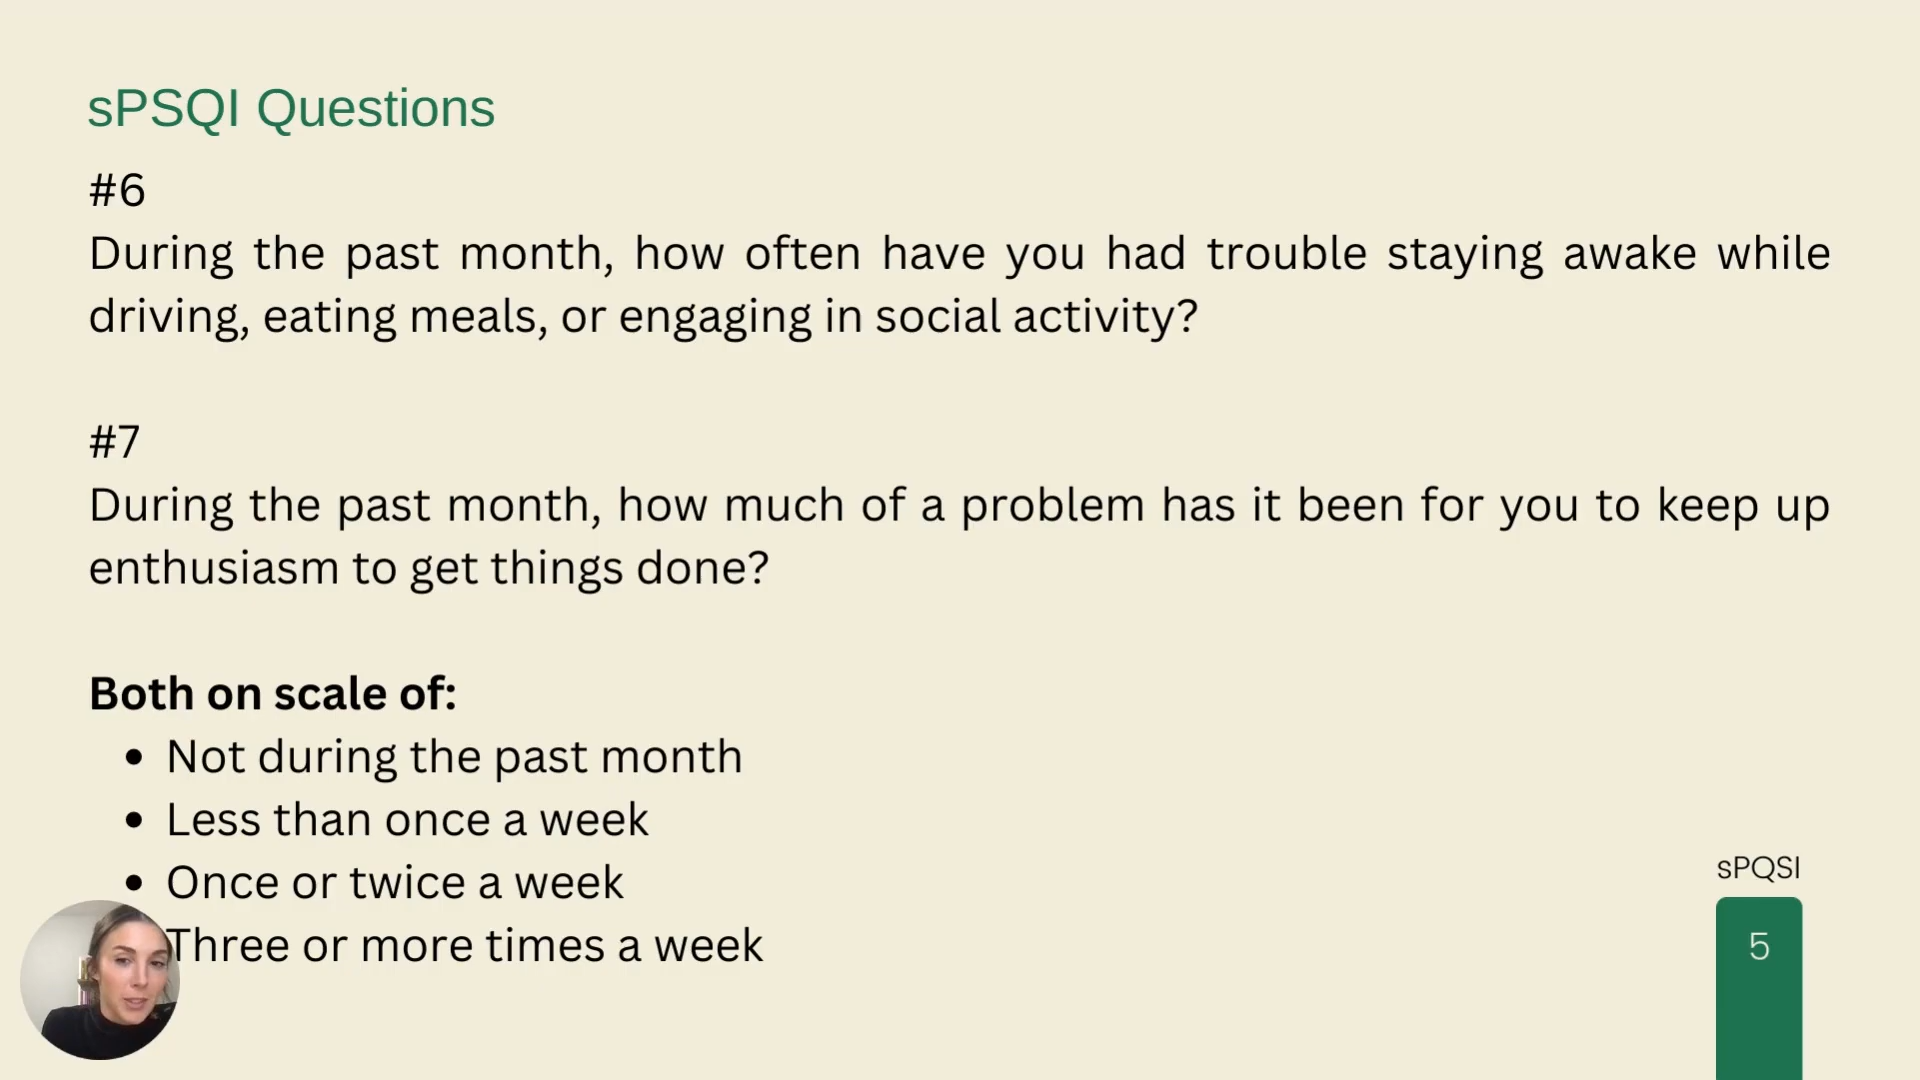 sPSQI Questions
#6
During the past month, how often have you had trouble staying awake while
driving, eating meals, or engaging in social activity?
#7
During the past month, how much of a problem has it been for you to keep up
enthusiasm to get things done?
Both on scale of:
• Not during the past month
• Less than once a week
• Once or twice a week
Three or more times a week
sPQSI
5